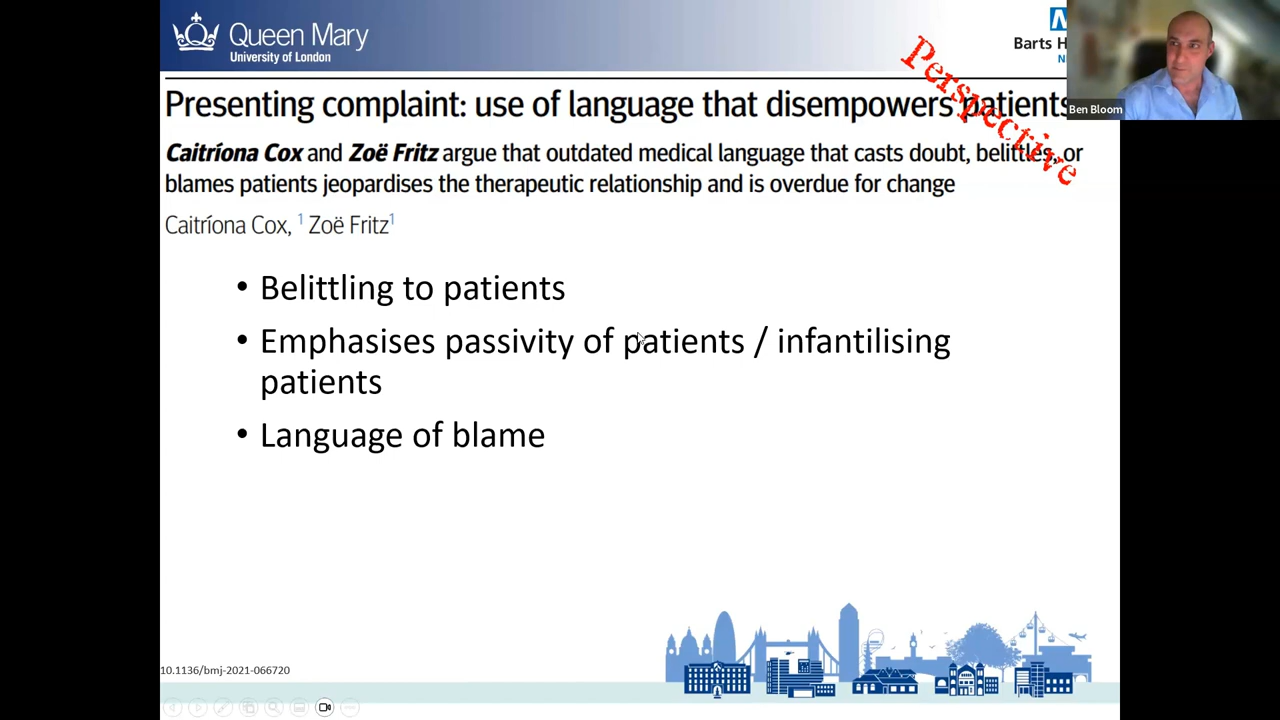 Queen Mary
University of London
Barts H
N
Perspective
Ben Bloom
Presenting complaint: use of language that disempowers patients
Caitríona Cox and Zoë Fritz argue that outdated medical language that casts doubt, belittles, or
blames patients jeopardises the therapeutic relationship and is overdue for change
Caitríona Cox, 1 Zoë Fritz1
• Belittling to patients
• Emphasises passivity of patients / infantilising
patients
• Language of blame
10.1136/bmj-2021-066720